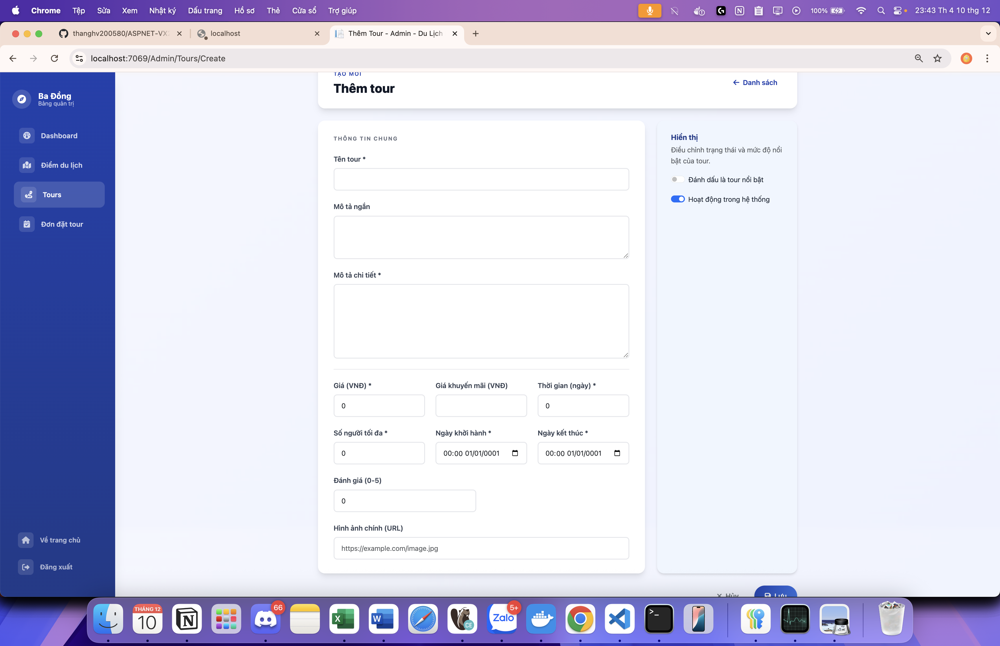 Chrome Tệp Sửa Xem Nhật ký Dấu trang Hồ sơ Thẻ Cửa sổ Trợ giúp 100% 23:43 Th 4 10 thg 12
thanghv200580/ASPNET-VX localhost Thêm Tour - Admin - Du Lịch
localhost:7069/Admin/Tours/Create
Ba Đồng
Bảng quản trị
Dashboard
Điểm du lịch
Tours
Đơn đặt tour
Về trang chủ
Đăng xuất
TẠO MỚI
Thêm tour
Danh sách
THÔNG TIN CHUNG
Tên tour *
Mô tả ngắn
Mô tả chi tiết *
Giá (VNĐ) * Giá khuyến mãi (VNĐ) Thời gian (ngày) *
0 0
Số người tối đa * Ngày khởi hành * Ngày kết thúc *
0 00:00 01/01/0001 00:00 01/01/0001
Đánh giá (0-5)
0
Hình ảnh chính (URL)
https://example.com/image.jpg
Hiển thị
Điều chỉnh trạng thái và mức độ nổi
bật của tour.
Đánh dấu là tour nổi bật
Hoạt động trong hệ thống
Hủy Lưu
THÁNG 12
10
66
X
W
CE
Zalo
5+